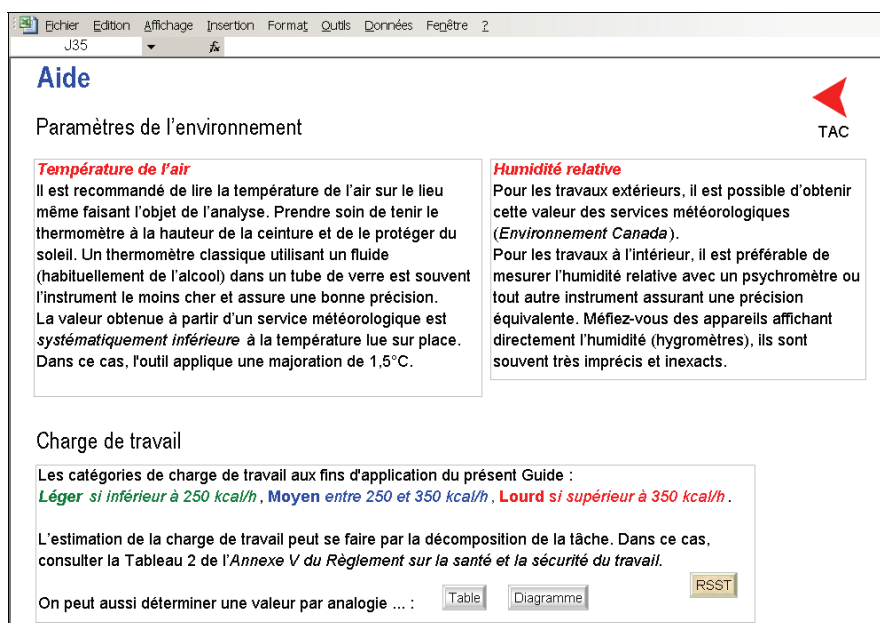 Fichier Edition Affichage Insertion Format Outils Données Fenêtre ?
J35 fx
Aide
TAC
Paramètres de l'environnement
Température de l'air
Il est recommandé de lire la température de l'air sur le lieu
même faisant l'objet de l'analyse. Prendre soin de tenir le
thermomètre à la hauteur de la ceinture et de le protéger du
soleil. Un thermomètre classique utilisant un fluide
(habituellement de l'alcool) dans un tube de verre est souvent
l'instrument le moins cher et assure une bonne précision.
La valeur obtenue à partir d'un service météorologique est
systématiquement inférieure à la température lue sur place.
Dans ce cas, l'outil applique une majoration de 1,5°C.
Humidité relative
Pour les travaux extérieurs, il est possible d'obtenir
cette valeur des services météorologiques
(Environnement Canada).
Pour les travaux à l'intérieur, il est préférable de
mesurer l'humidité relative avec un psychromètre ou
tout autre instrument assurant une précision
équivalente. Méfiez-vous des appareils affichant
directement l'humidité (hygromètres), ils sont
souvent très imprécis et inexacts.
Charge de travail
Les catégories de charge de travail aux fins d'application du présent Guide :
Léger si inférieur à 250 kcal/h , Moyen entre 250 et 350 kcal/h , Lourd si supérieur à 350 kcal/h .
L'estimation de la charge de travail peut se faire par la décomposition de la tâche. Dans ce cas,
consulter la Tableau 2 de l'Annexe V du Règlement sur la santé et la sécurité du travail.
RSST
On peut aussi déterminer une valeur par analogie ... : Table Diagramme